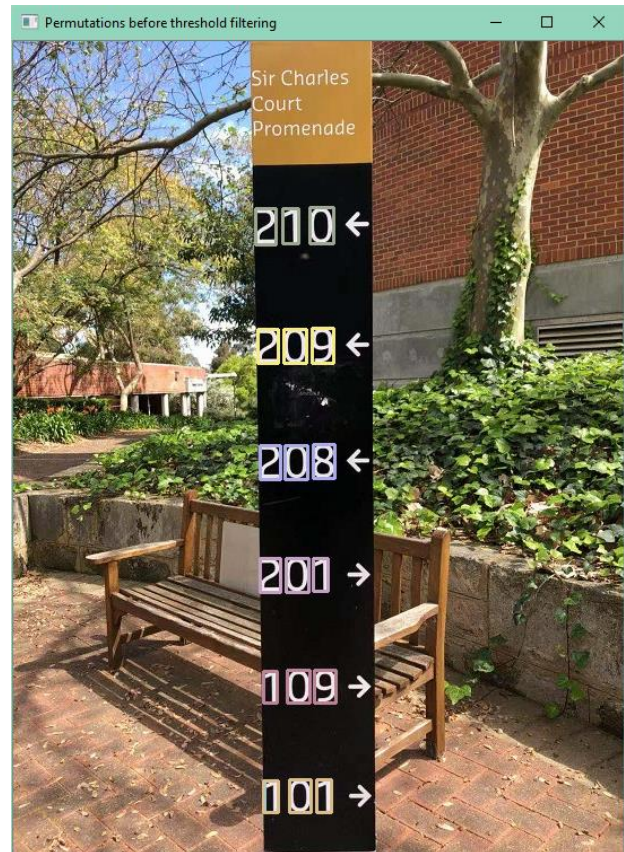 Permutations before threshold filtering
Sir Charles
Court
Promenade
210 ←
209 ←
208 ←
201 →
109 →
101 →